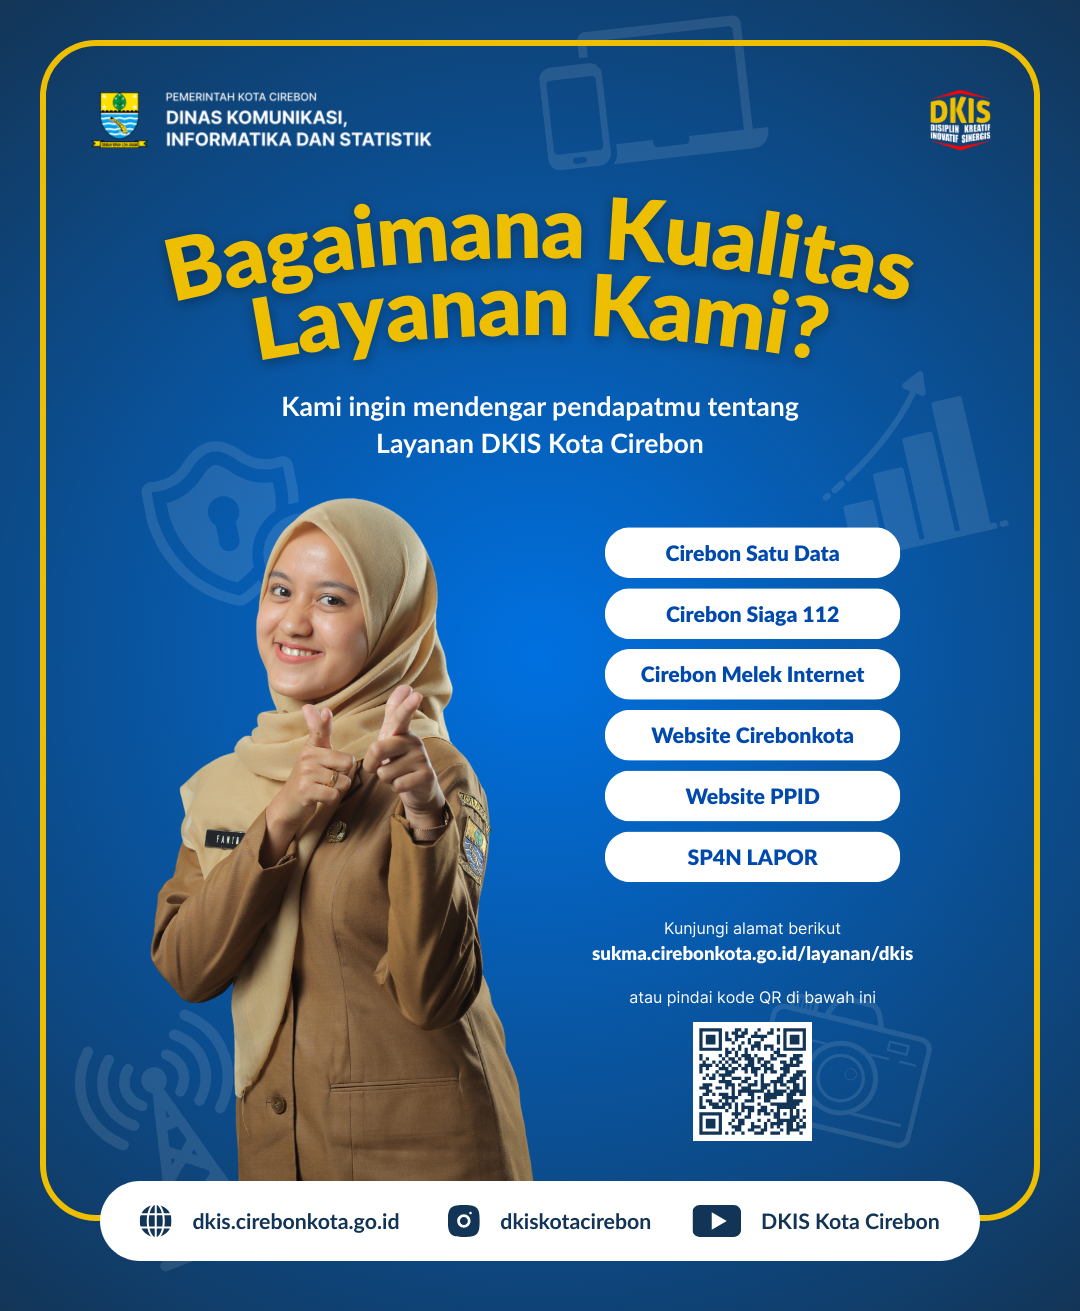 PEMERINTAH KOTA CIREBON
DINAS KOMUNIKASI,
INFORMATIKA DAN STATISTIK
DKIS
DISIPLIN KREATIF
INOVATIF SINERGIS
Bagaimana Kualitas
Layanan Kami?
Kami ingin mendengar pendapatmu tentang
Layanan DKIS Kota Cirebon
Cirebon Satu Data
Cirebon Siaga 112
Cirebon Melek Internet
Website Cirebonkota
Website PPID
SP4N LAPOR
Kunjungi alamat berikut
sukma.cirebonkota.go.id/layanan/dkis
atau pindai kode QR di bawah ini
dkis.cirebonkota.go.id
dkiskotacirebon
DKIS Kota Cirebon